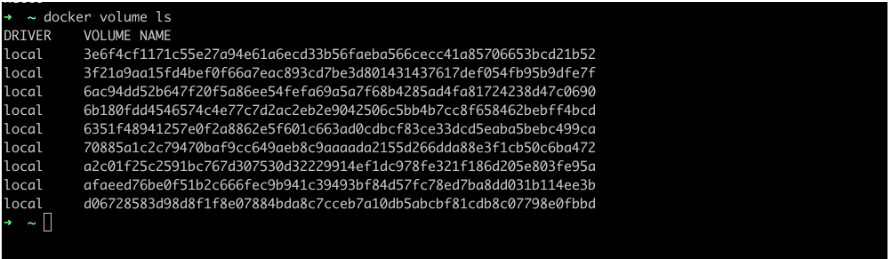 ➜ ~ docker volume ls
DRIVER VOLUME NAME
local 3e6f4cf1171c55e27a94e61a6ecd33b56faeba566cecc41a85706653bcd21b52
local 3f21a9aa15fd4bef0f66a7eac893cd7be3d801431437617def054fb95b9dfe7f
local 6ac94dd52b647f20f5a86ee54fefa69a5a7f68b4285ad4fa81724238d47c0690
local 6b180fdd4546574c4e77c7d2ac2eb2e9042506c5bb4b7cc8f658462bebff4bcd
local 6351f48941257e0f2a8862e5f601c663ad0cdbcf83ce33dcd5eaba5bebc499ca
local 70885a1c2c79470baf9cc649aeb8c9aaaada2155d266dda88e3f1cb50c6ba472
local a2c01f25c2591bc767d307530d32229914ef1dc978fe321f186d205e803fe95a
local afaeed76be0f51b2c666fec9b941c39493bf84d57fc78ed7ba8dd031b114ee3b
local d06728583d98d8f1f8e07884bda8c7cceb7a10db5abcbf81cdb8c07798e0fbbd
➜ ~